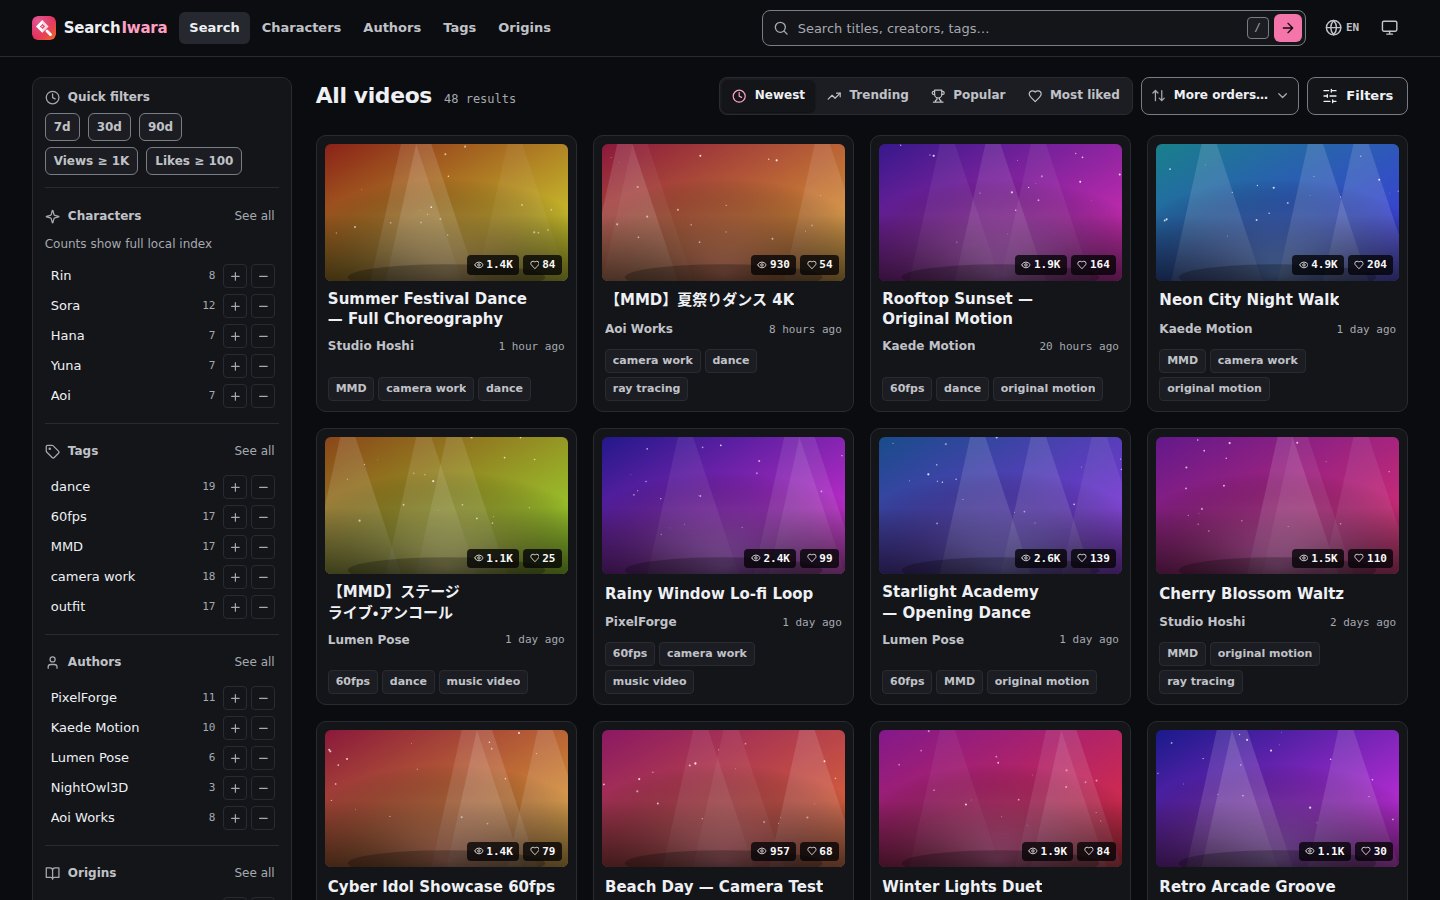 SearchIwara
Search
Characters
Authors
Tags
Origins
Search titles, creators, tags…
/
EN
Quick filters
7d
30d
90d
Views ≥ 1K
Likes ≥ 100
Characters
See all
Counts show full local index
Rin 8
Sora 12
Hana 7
Yuna 7
Aoi 7
Tags
See all
dance 19
60fps 17
MMD 17
camera work 18
outfit 17
Authors
See all
PixelForge 11
Kaede Motion 10
Lumen Pose 6
NightOwl3D 3
Aoi Works 8
Origins
See all
All videos
48 results
Newest
Trending
Popular
Most liked
More orders…
Filters
1.4K 84
Summer Festival Dance
— Full Choreography
Studio Hoshi
1 hour ago
MMD
camera work
dance
930 54
【MMD】夏祭りダンス 4K
Aoi Works
8 hours ago
camera work
dance
ray tracing
1.9K 164
Rooftop Sunset —
Original Motion
Kaede Motion
20 hours ago
60fps
dance
original motion
4.9K 204
Neon City Night Walk
Kaede Motion
1 day ago
MMD
camera work
original motion
1.1K 25
【MMD】ステージ
ライブ・アンコール
Lumen Pose
1 day ago
60fps
dance
music video
2.4K 99
Rainy Window Lo-fi Loop
PixelForge
1 day ago
60fps
camera work
music video
2.6K 139
Starlight Academy
— Opening Dance
Lumen Pose
1 day ago
60fps
MMD
original motion
1.5K 110
Cherry Blossom Waltz
Studio Hoshi
2 days ago
MMD
original motion
ray tracing
1.4K 79
Cyber Idol Showcase 60fps
957 68
Beach Day — Camera Test
1.9K 84
Winter Lights Duet
1.1K 30
Retro Arcade Groove